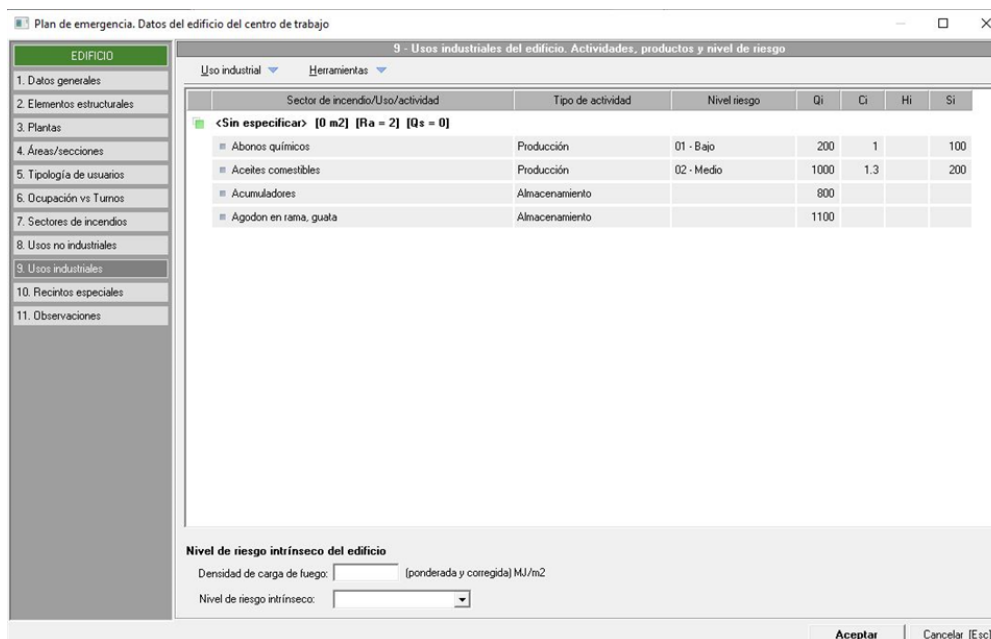 Plan de emergencia. Datos del edificio del centro de trabajo
EDIFICIO
1. Datos generales
2. Elementos estructurales
3. Plantas
4. Áreas/secciones
5. Tipología de usuarios
6. Ocupación vs Turnos
7. Sectores de incendios
8. Usos no industriales
9. Usos industriales
10. Recintos especiales
11. Observaciones
9 - Usos industriales del edificio. Actividades, productos y nivel de riesgo
Uso industrial Herramientas
Sector de incendio/Uso/actividad Tipo de actividad Nivel riesgo Qi Ci Hi Si
<Sin especificar> [0 m2] [Ra = 2] [Qs = 0]
Abonos químicos Producción 01 - Bajo 200 1 100
Aceites comestibles Producción 02 - Medio 1000 1.3 200
Acumuladores Almacenamiento 800
Agodon en rama, guata Almacenamiento 1100
Nivel de riesgo intrínseco del edificio
Densidad de carga de fuego: (ponderada y corregida) MJ/m2
Nivel de riesgo intrínseco:
Aceptar Cancelar [Esc]